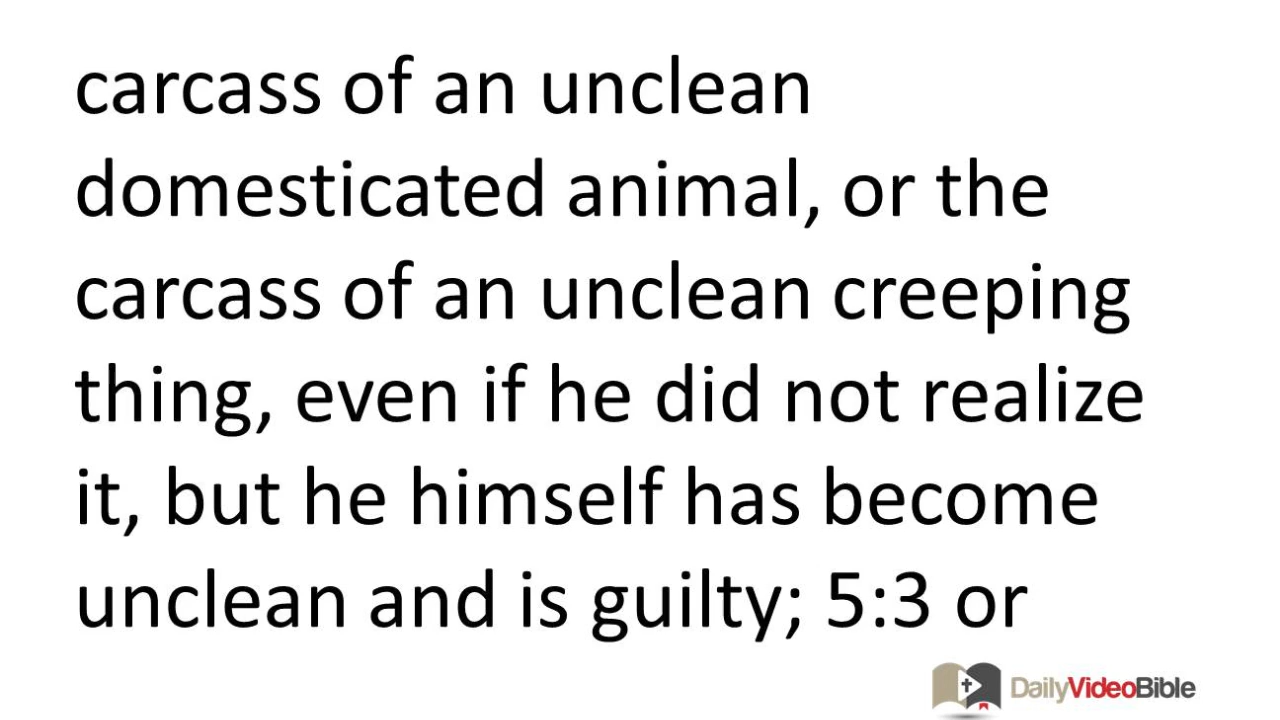 carcass of an unclean
domesticated animal, or the
carcass of an unclean creeping
thing, even if he did not realize
it, but he himself has become
unclean and is guilty; 5:3 or
DailyVideoBible